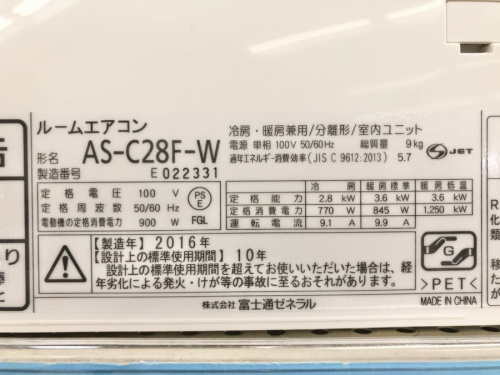 ルームエアコン
形名 AS-C28F-W
製造番号 E 022331
冷房・暖房兼用/分離形/室内ユニット
電源 単相 100V 50/60Hz 総質量 9kg
通年エネルギー消費効率 (JIS C 9612:2013) 5.7
JET
定格電圧 100 V
定格周波数 50/60 Hz
電動機の定格消費電力 900 W
PS
E
FGL
冷房 暖房標準 暖房低温
定格能力 2.8 kW 3.6 kW 3.6 kW
定格消費電力 770 W 845 W 1,250 kW
運転電流 9.1 A 9.9 A
【製造年】2016年
【設計上の標準使用期間】10年
設計上の標準使用期間を超えてお使いいただいた場合は、経
年劣化による発火・けが等の事故に至るおそれがあります。
G
>PET<
MADE IN CHINA
株式会社 富士通ゼネラル